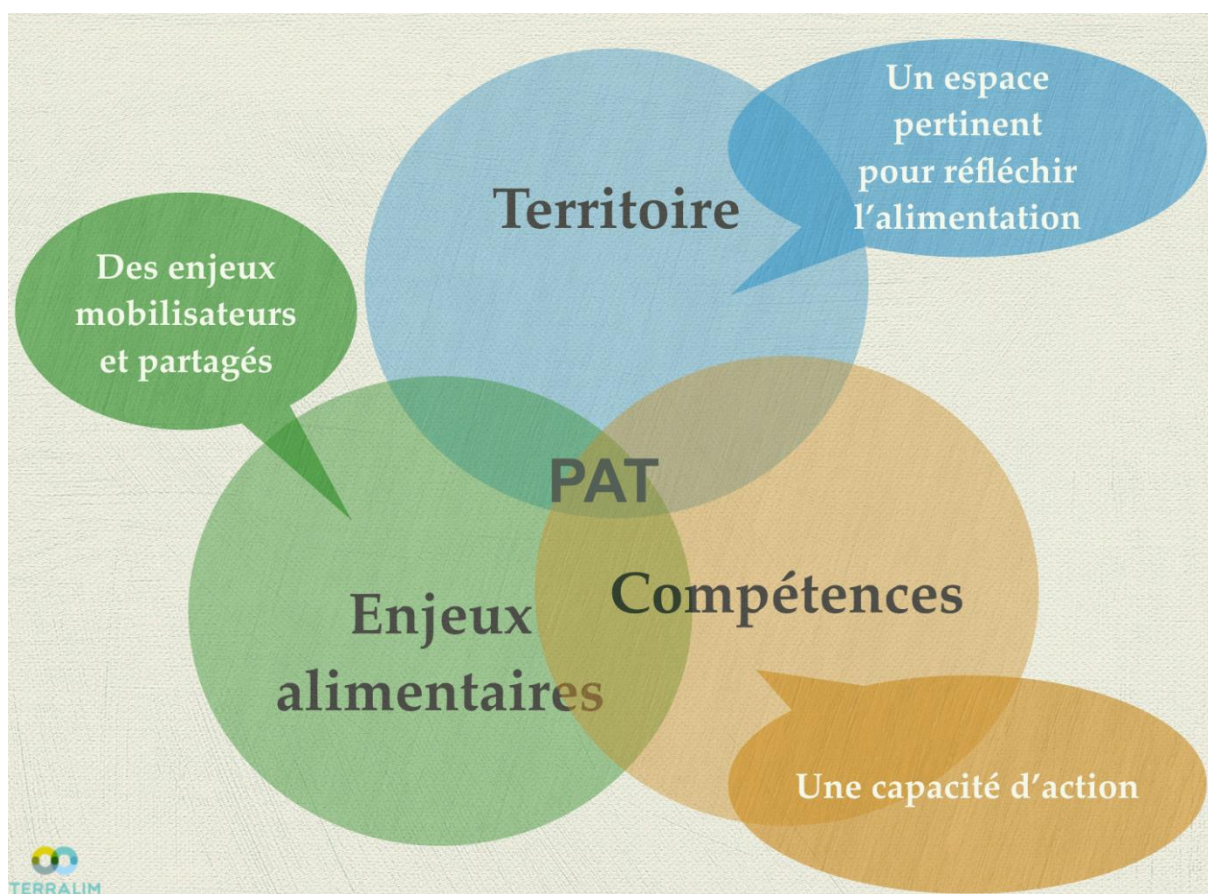 Un espace
pertinent
pour réfléchir
l’alimentation
Territoire
Des enjeux
mobilisateurs
et partagés
PAT
Compétences
Enjeux
alimentaires
Une capacité d’action
TERRALIM